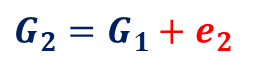 G₂ = G₁ + e₂